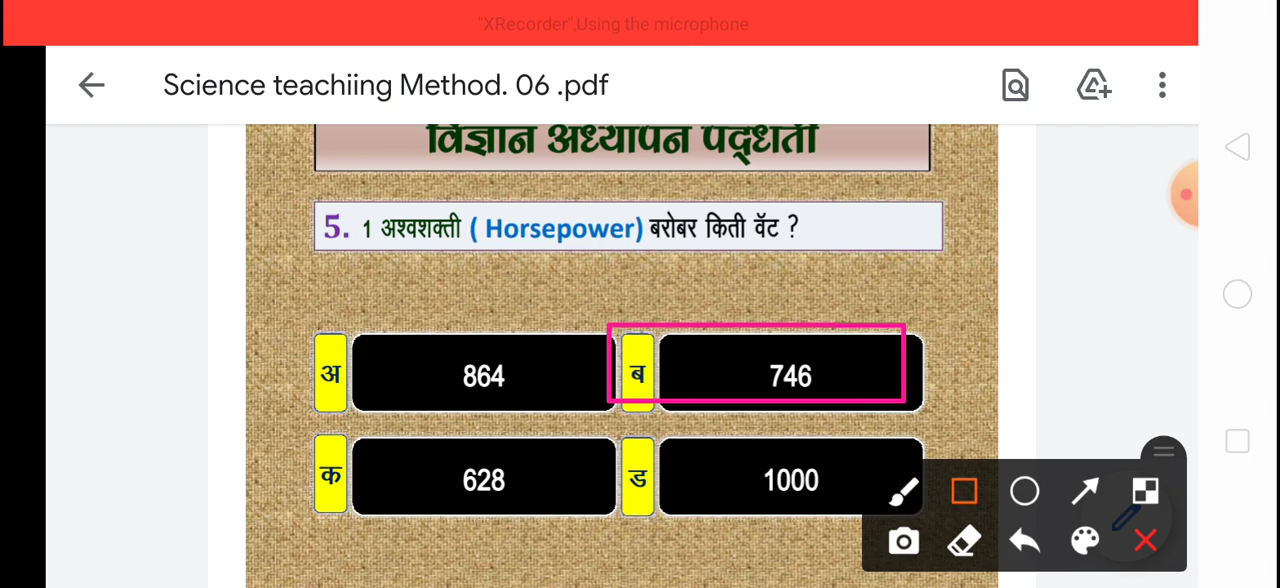 "XRecorder",Using the microphone
Science teachiing Method. 06 .pdf
विज्ञान अध्यापन पद्धती
5. 1 अश्वशक्ती ( Horsepower) बरोबर किती वॅट ?
अ 864 ब 746
क 628 ड 1000